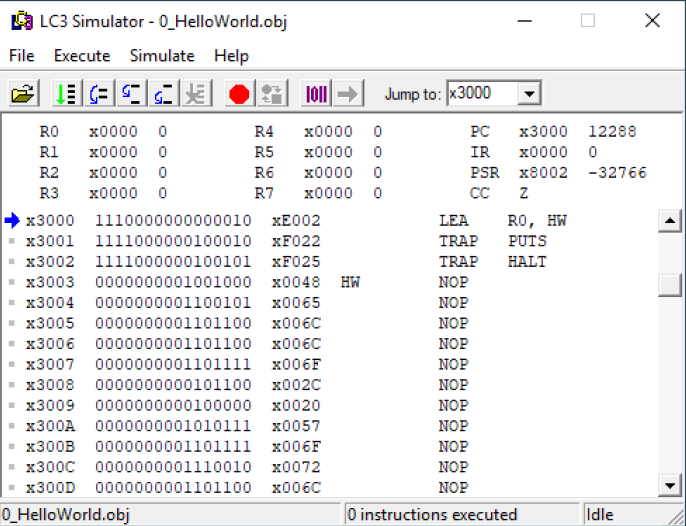 LC3 Simulator - 0_HelloWorld.obj
File Execute Simulate Help
Jump to: x3000
R0 x0000 0 R4 x0000 0 PC x3000 12288
R1 x0000 0 R5 x0000 0 IR x0000 0
R2 x0000 0 R6 x0000 0 PSR x8002 -32766
R3 x0000 0 R7 x0000 0 CC Z
x3000 1110000000000010 xE002 LEA R0, HW
x3001 1111000000100010 xF022 TRAP PUTS
x3002 1111000000100101 xF025 TRAP HALT
x3003 0000000001001000 x0048 HW NOP
x3004 0000000001100101 x0065 NOP
x3005 0000000001101100 x006C NOP
x3006 0000000001101100 x006C NOP
x3007 0000000001101111 x006F NOP
x3008 0000000000101100 x002C NOP
x3009 0000000000100000 x0020 NOP
x300A 0000000001010111 x0057 NOP
x300B 0000000001101111 x006F NOP
x300C 0000000001110010 x0072 NOP
x300D 0000000001101100 x006C NOP
0_HelloWorld.obj 0 instructions executed Idle